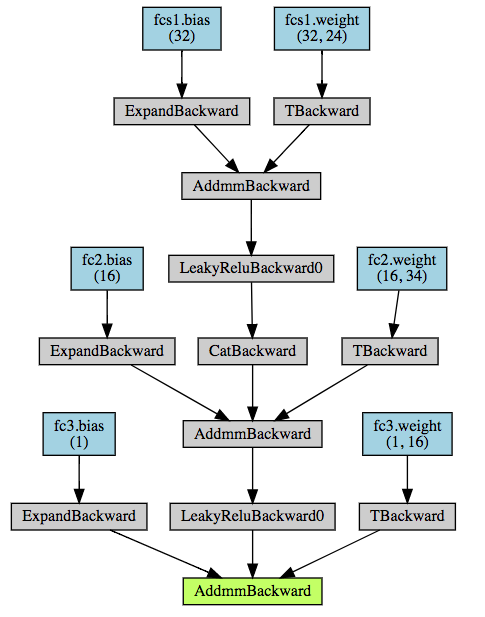 fcs1.bias
(32)
fcs1.weight
(32, 24)
ExpandBackward
TBackward
AddmmBackward
LeakyReluBackward0
fc2.bias
(16)
fc2.weight
(16, 34)
ExpandBackward
CatBackward
TBackward
AddmmBackward
fc3.bias
(1)
fc3.weight
(1, 16)
ExpandBackward
LeakyReluBackward0
TBackward
AddmmBackward